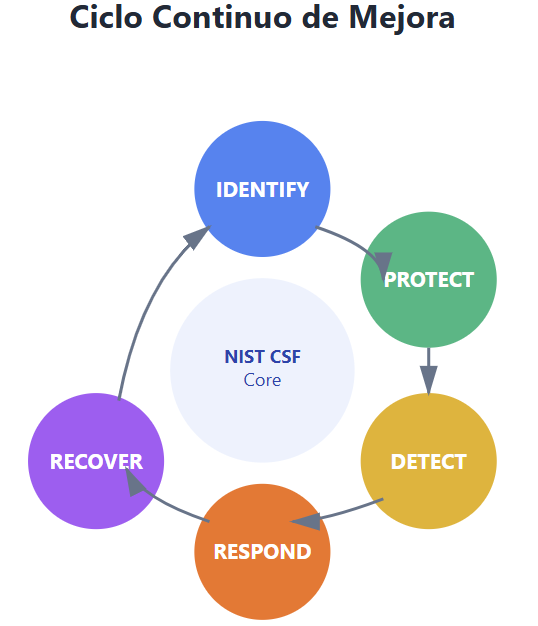 Ciclo Continuo de Mejora
IDENTIFY
PROTECT
NIST CSF
Core
DETECT
RECOVER
RESPOND